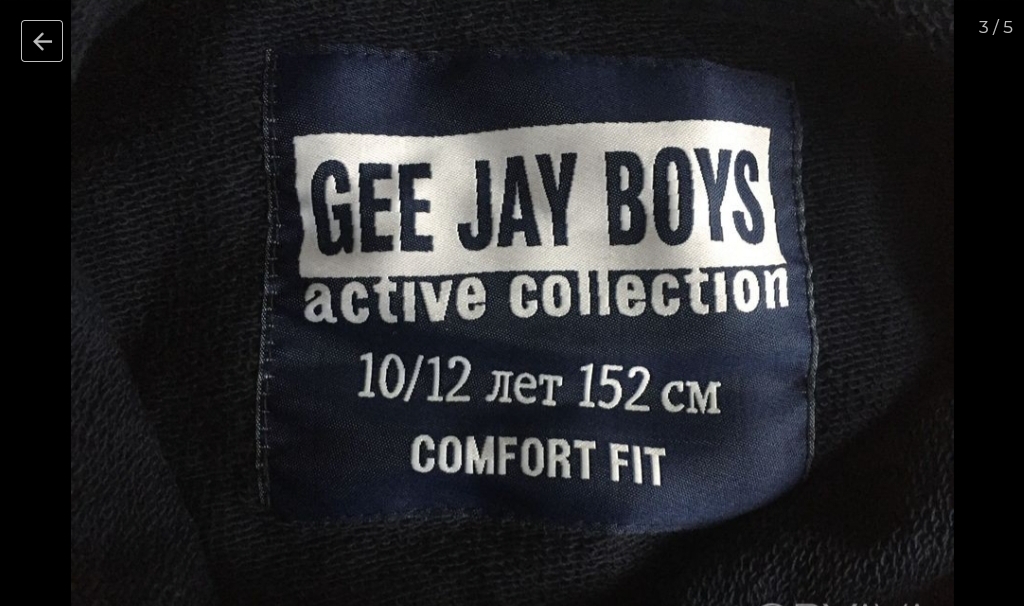 3 / 5
GEE JAY BOYS
active collection
10/12 лет 152 см
COMFORT FIT